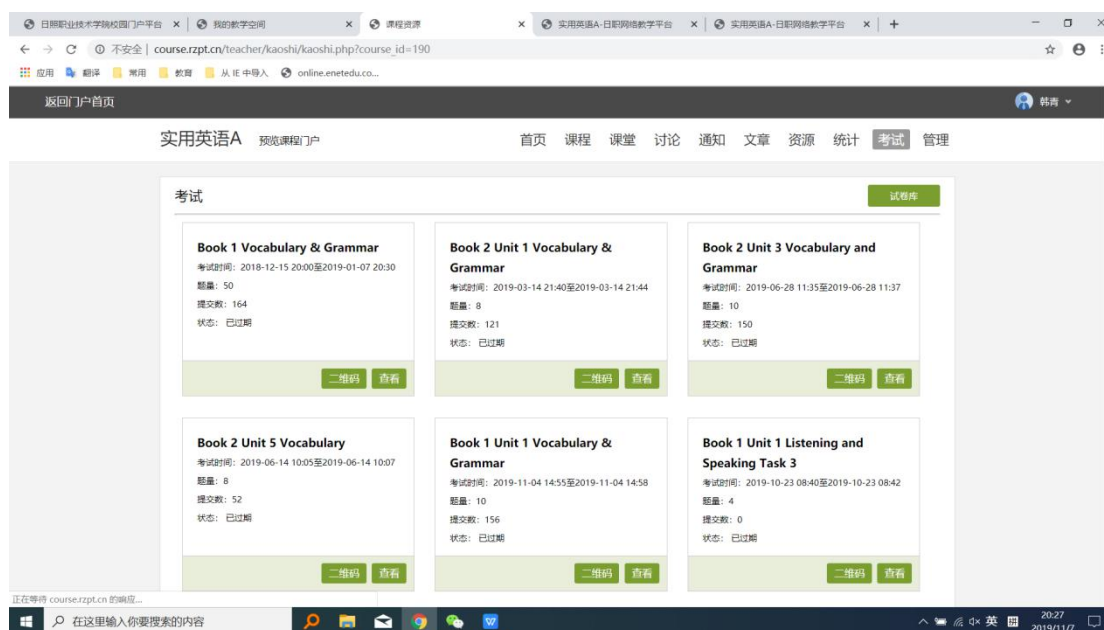 日照职业技术学院校园门户平台
我的教学空间
课程资源
实用英语A-日职网络教学平台
实用英语A-日职网络教学平台
不安全 | course.rzpt.cn/teacher/kaoshi/kaoshi.php?course_id=190
应用 翻译 常用 教育 从 IE 中导入 online.enetedu.co...
返回门户首页
韩青
实用英语A 预览课程门户
首页 课程 课堂 讨论 通知 文章 资源 统计 考试 管理
考试
试卷库
Book 1 Vocabulary & Grammar
考试时间：2018-12-15 20:00至2019-01-07 20:30
题量：50
提交数：164
状态：已过期
二维码 查看
Book 2 Unit 1 Vocabulary &
Grammar
考试时间：2019-03-14 21:40至2019-03-14 21:44
题量：8
提交数：121
状态：已过期
二维码 查看
Book 2 Unit 3 Vocabulary and
Grammar
考试时间：2019-06-28 11:35至2019-06-28 11:37
题量：10
提交数：150
状态：已过期
二维码 查看
Book 2 Unit 5 Vocabulary
考试时间：2019-06-14 10:05至2019-06-14 10:07
题量：8
提交数：52
状态：已过期
二维码 查看
Book 1 Unit 1 Vocabulary &
Grammar
考试时间：2019-11-04 14:55至2019-11-04 14:58
题量：10
提交数：156
状态：已过期
二维码 查看
Book 1 Unit 1 Listening and
Speaking Task 3
考试时间：2019-10-23 08:40至2019-10-23 08:42
题量：4
提交数：0
状态：已过期
二维码 查看
正在等待 course.rzpt.cn 的响应...
在这里输入你要搜索的内容
英
拼
20:27
2019/11/7